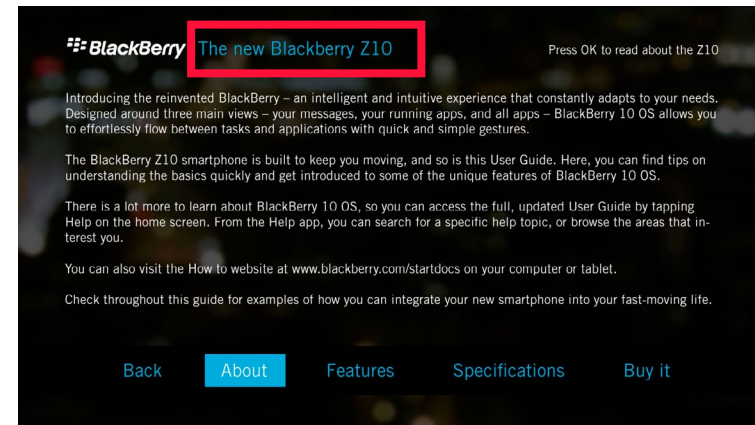 BlackBerry The new Blackberry Z10 Press OK to read about the Z10
Introducing the reinvented BlackBerry – an intelligent and intuitive experience that constantly adapts to your needs.
Designed around three main views – your messages, your running apps, and all apps – BlackBerry 10 OS allows you
to effortlessly flow between tasks and applications with quick and simple gestures.
The BlackBerry Z10 smartphone is built to keep you moving, and so is this User Guide. Here, you can find tips on
understanding the basics quickly and get introduced to some of the unique features of BlackBerry 10 OS.
There is a lot more to learn about BlackBerry 10 OS, so you can access the full, updated User Guide by tapping
Help on the home screen. From the Help app, you can search for a specific help topic, or browse the areas that in-
terest you.
You can also visit the How to website at www.blackberry.com/startdocs on your computer or tablet.
Check throughout this guide for examples of how you can integrate your new smartphone into your fast-moving life.
Back About Features Specifications Buy it